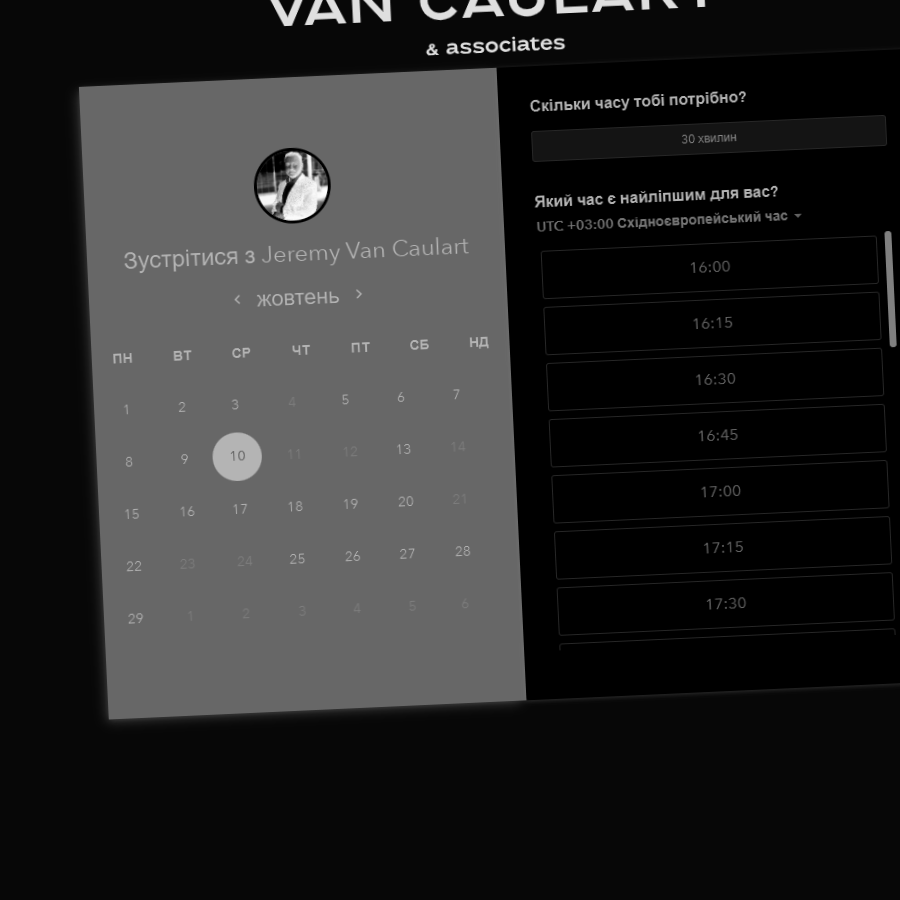 VAN CAULART
& associates
Зустрітися з Jeremy Van Caulart
жовтень
ПН ВТ СР ЧТ ПТ СБ НД
1 2 3 4 5 6 7
8 9 10 11 12 13 14
15 16 17 18 19 20 21
22 23 24 25 26 27 28
29 1 2 3 4 5 6
Скільки часу тобі потрібно?
30 хвилин
Який час є найліпшим для вас?
UTC +03:00 Східноєвропейський час
16:00
16:15
16:30
16:45
17:00
17:15
17:30